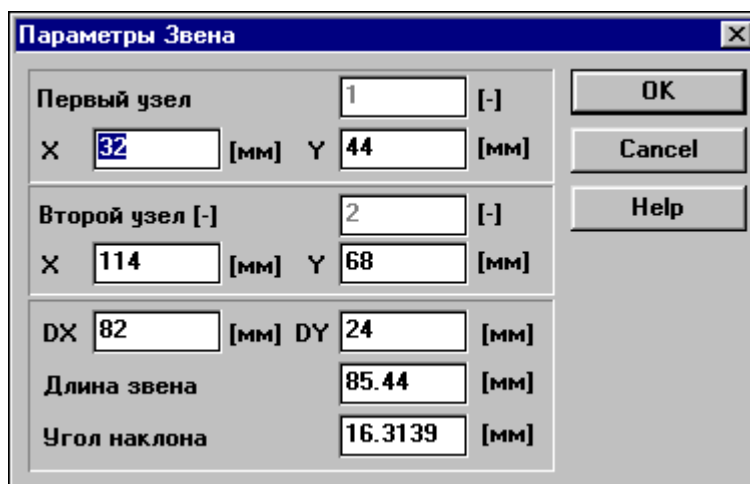 Параметры Звена
Первый узел 1 [-]
X 32 [мм] Y 44 [мм]
Второй узел [-] 2 [-]
X 114 [мм] Y 68 [мм]
DX 82 [мм] DY 24 [мм]
Длина звена 85.44 [мм]
Угол наклона 16.3139 [мм]
OK
Cancel
Help